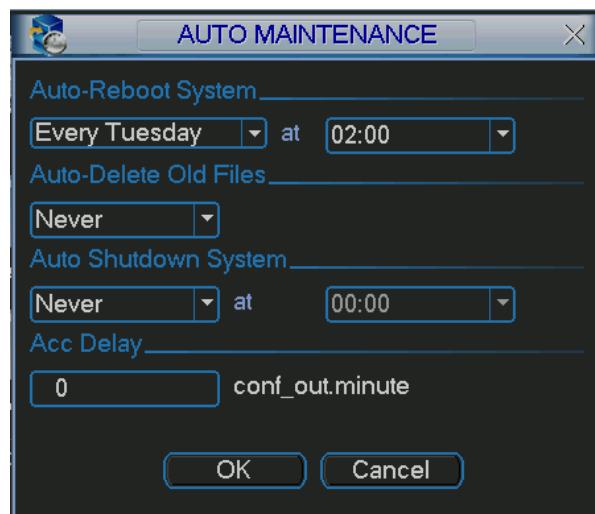 AUTO MAINTENANCE
Auto-Reboot System
Every Tuesday at 02:00
Auto-Delete Old Files
Never
Auto Shutdown System
Never at 00:00
Acc Delay
0 conf_out.minute
OK Cancel